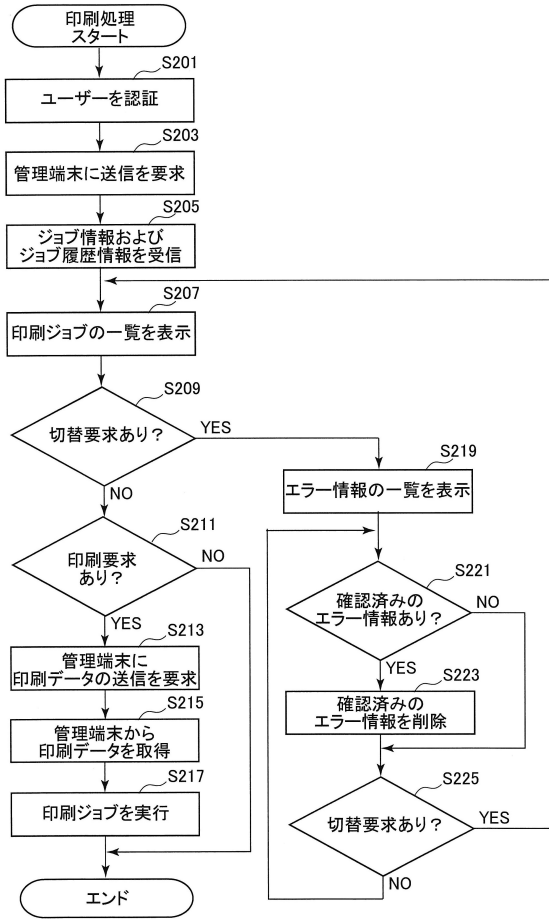 印刷処理
スタート
S201
ユーザーを認証
S203
管理端末に送信を要求
S205
ジョブ情報および
ジョブ履歴情報を受信
S207
印刷ジョブの一覧を表示
S209
切替要求あり？
YES
NO
S211
印刷要求
あり？
NO
YES
S213
管理端末に
印刷データの送信を要求
S215
管理端末から
印刷データを取得
S217
印刷ジョブを実行
エンド
S219
エラー情報の一覧を表示
S221
確認済みの
エラー情報あり？
NO
YES
S223
確認済みの
エラー情報を削除
S225
切替要求あり？
YES
NO